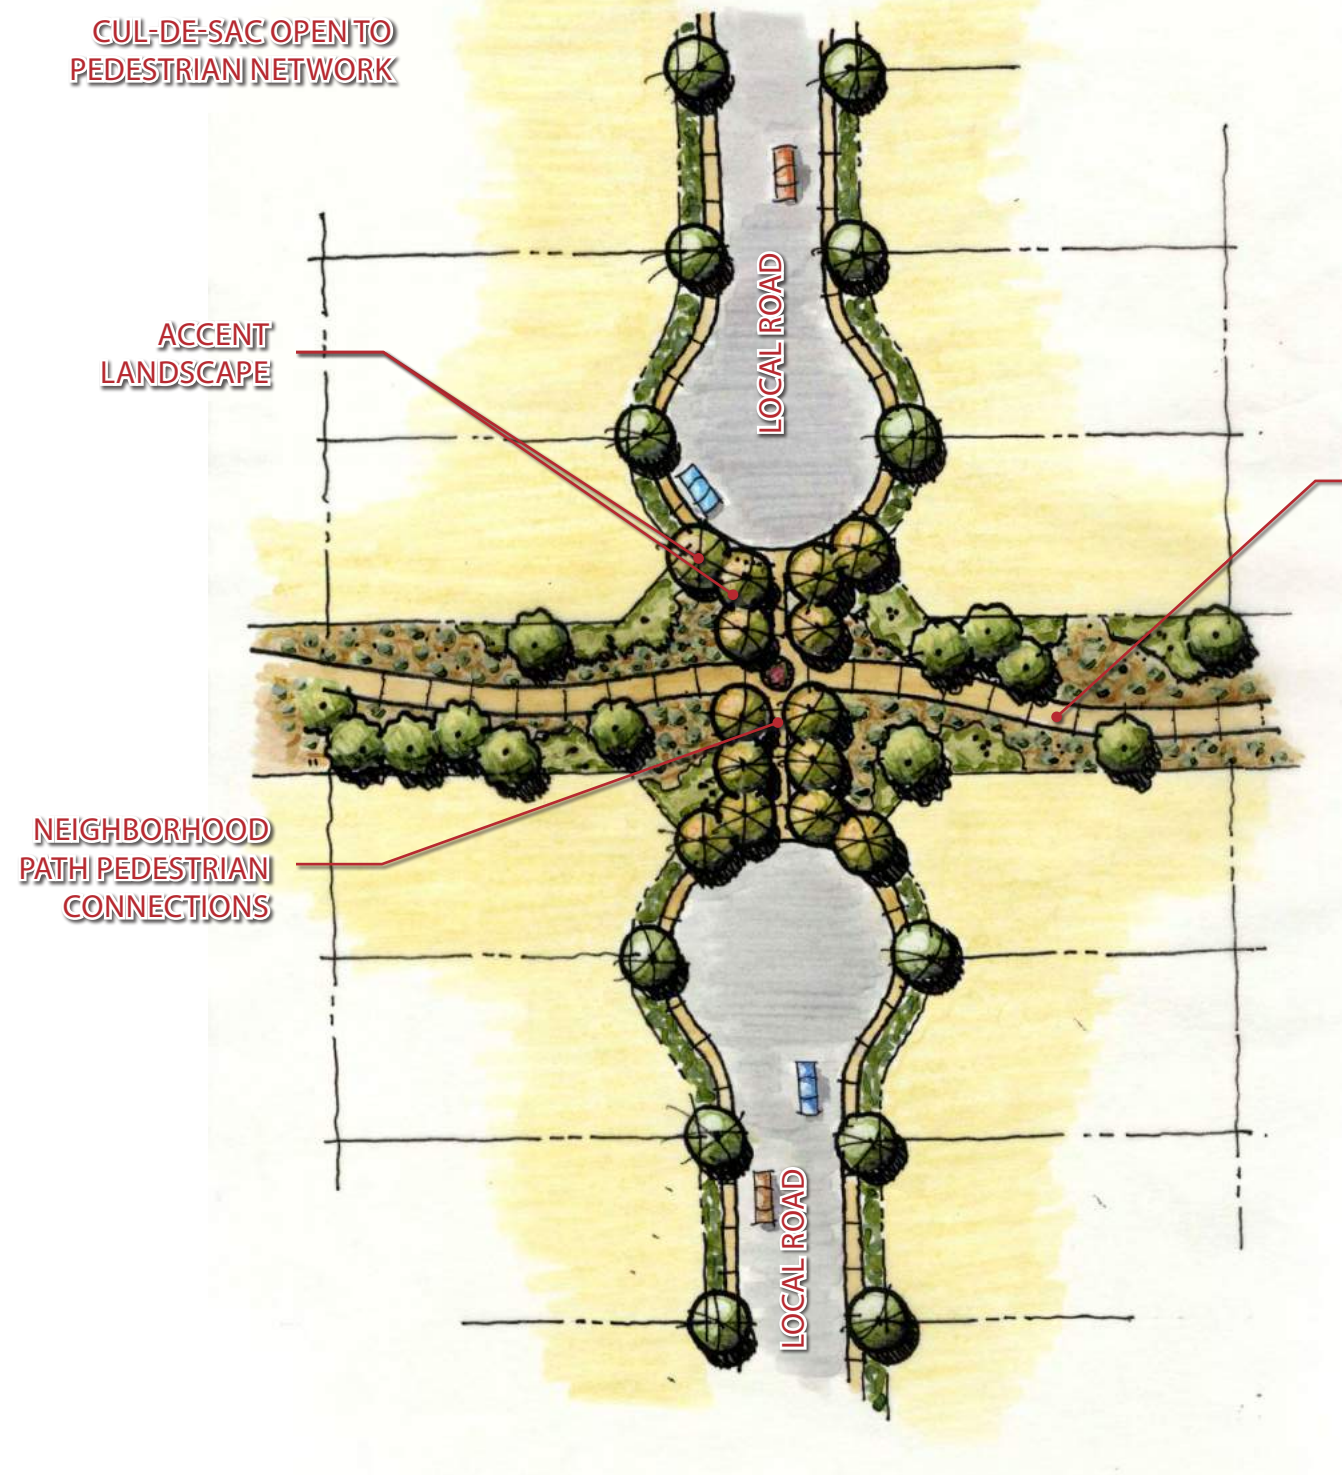 CUL-DE-SAC OPEN TO
PEDESTRIAN NETWORK
LOCAL ROAD
ACCENT
LANDSCAPE
NEIGHBORHOOD
PATH PEDESTRIAN
CONNECTIONS
LOCAL ROAD